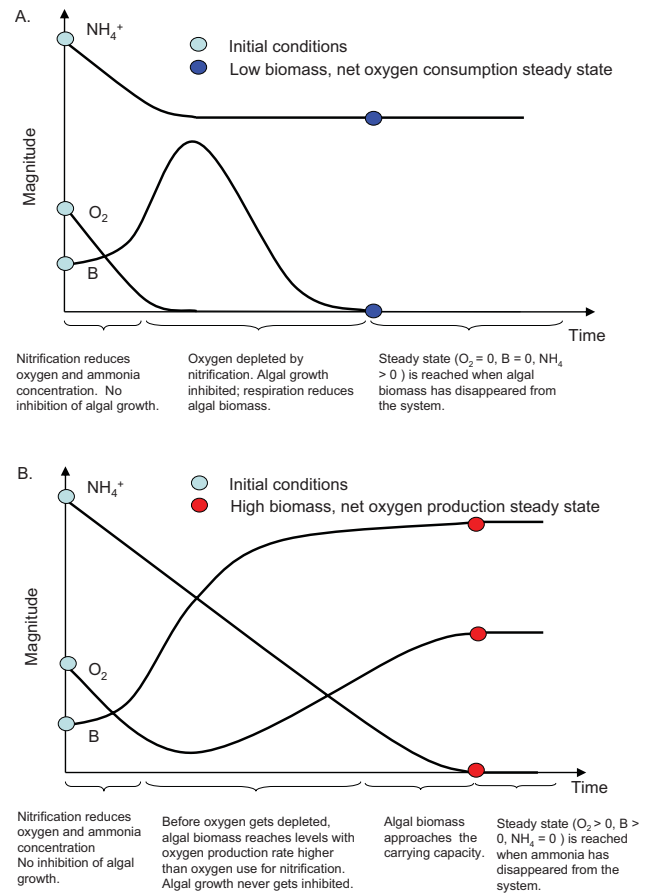 A.
NH₄⁺
Initial conditions
Low biomass, net oxygen consumption steady state
Magnitude
O₂
B
Time
Nitrification reduces
oxygen and ammonia
concentration. No
inhibition of algal growth.
Oxygen depleted by
nitrification. Algal growth
inhibited; respiration reduces
algal biomass.
Steady state (O₂ = 0, B = 0, NH₄
> 0 ) is reached when algal
biomass has disappeared from
the system.
B.
NH₄⁺
Initial conditions
High biomass, net oxygen production steady state
Magnitude
O₂
B
Time
Nitrification reduces
oxygen and ammonia
concentration
No inhibition of algal
growth.
Before oxygen gets depleted,
algal biomass reaches levels with
oxygen production rate higher
than oxygen use for nitrification.
Algal growth never gets inhibited.
Algal biomass
approaches the
carrying capacity.
Steady state (O₂ > 0, B >
0, NH₄ = 0 ) is reached
when ammonia has
disappeared from the
system.